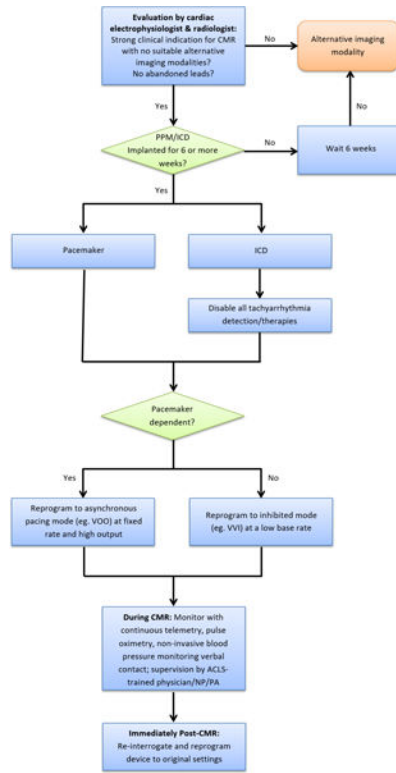 Evaluation by cardiac
electrophysiologist & radiologist:
Strong clinical indication for CMR
with no suitable alternative
imaging modalities?
No abandoned leads?
No
Alternative imaging
modality
Yes
No
PPM/ICD
Implanted for 6 or more
weeks?
No
Wait 6 weeks
Yes
Pacemaker
ICD
Disable all tachyarrhythmia
detection/therapies
Pacemaker
dependent?
Yes
No
Reprogram to asynchronous
pacing mode (eg. VOO) at fixed
rate and high output
Reprogram to inhibited mode
(eg. VVI) at a low base rate
During CMR: Monitor with
continuous telemetry, pulse
oximetry, non-invasive blood
pressure monitoring verbal
contact; supervision by ACLS-
trained physician/NP/PA
Immediately Post-CMR:
Re-interrogate and reprogram
device to original settings